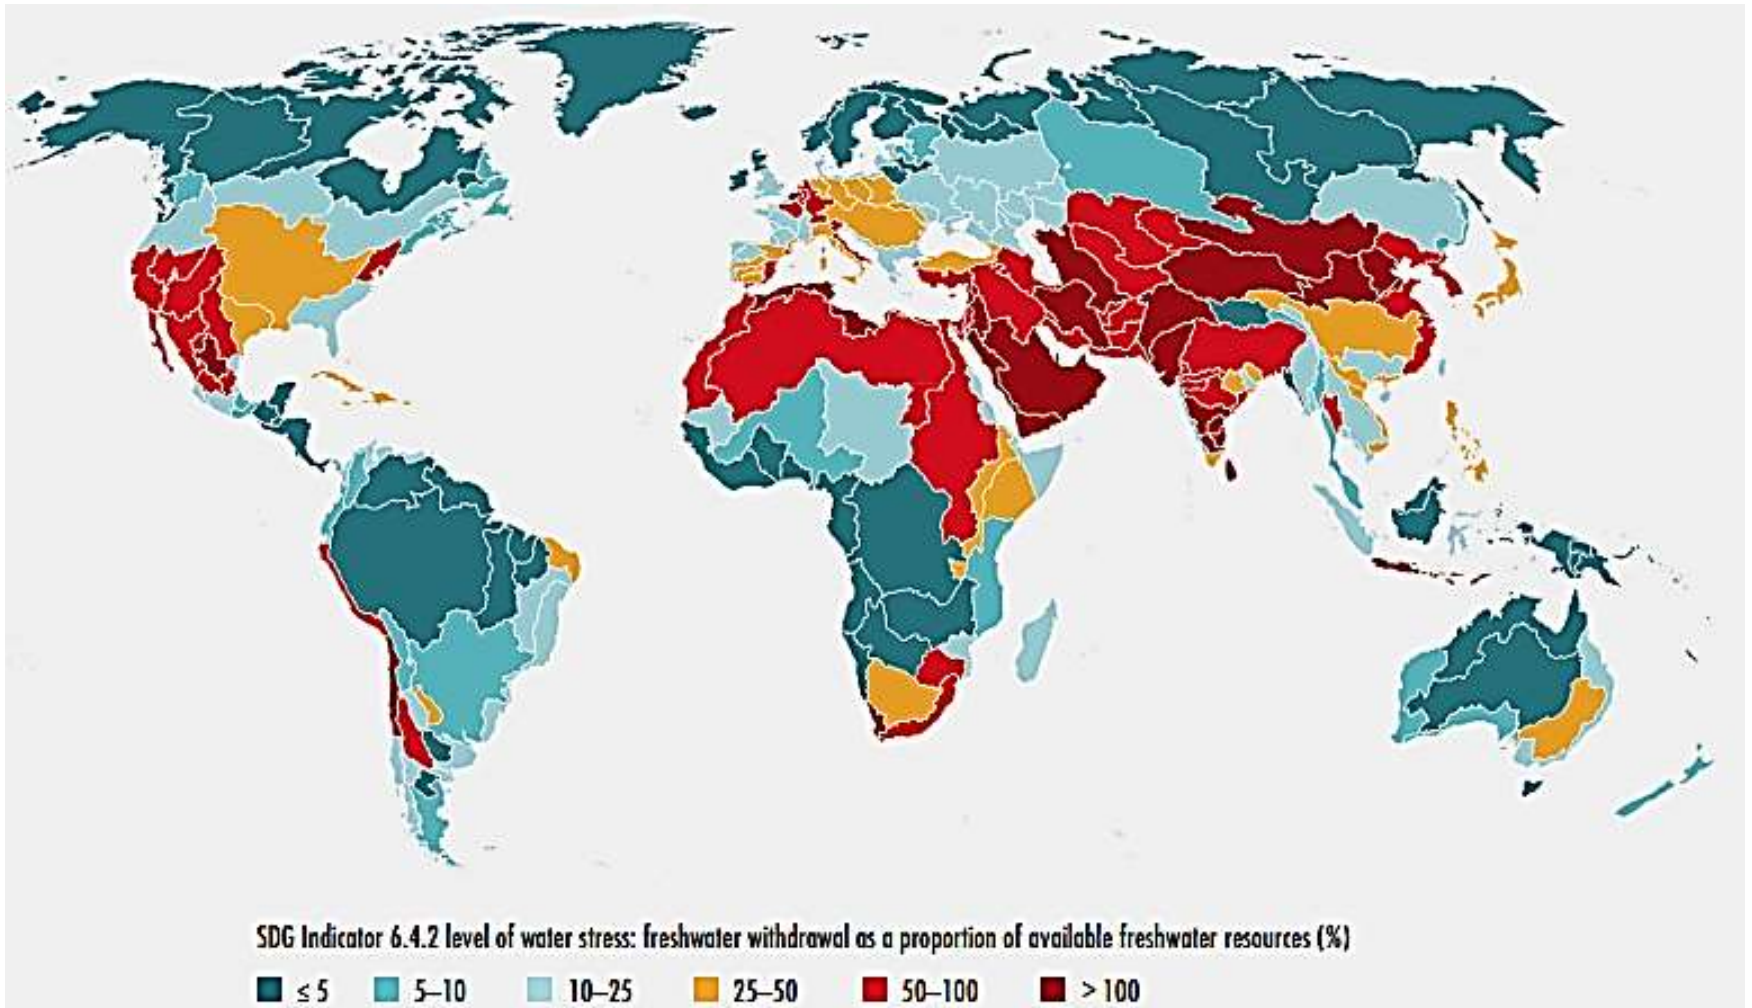 SDG Indicator 6.4.2 level of water stress: freshwater withdrawal as a proportion of available freshwater resources (%)
≤ 5 5–10 10–25 25–50 50–100 > 100